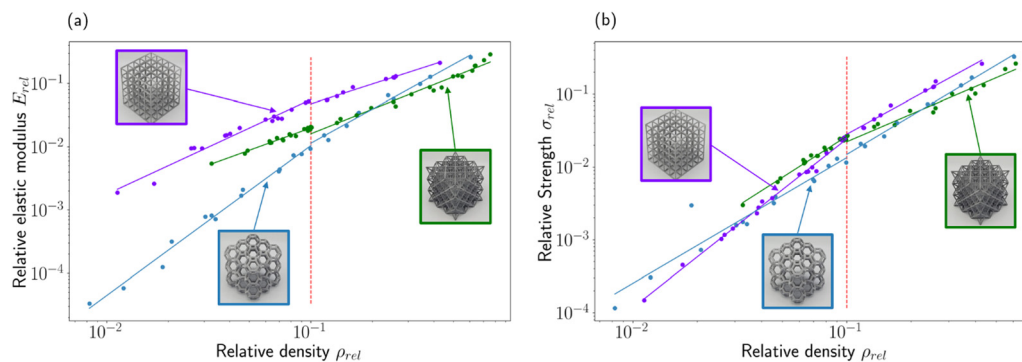 (a)
Relative elastic modulus E_rel
10⁻¹
10⁻²
10⁻³
10⁻⁴
10⁻²
10⁻¹
Relative density ρ_rel
(b)
Relative Strength σ_rel
10⁻¹
10⁻²
10⁻³
10⁻⁴
10⁻²
10⁻¹
Relative density ρ_rel